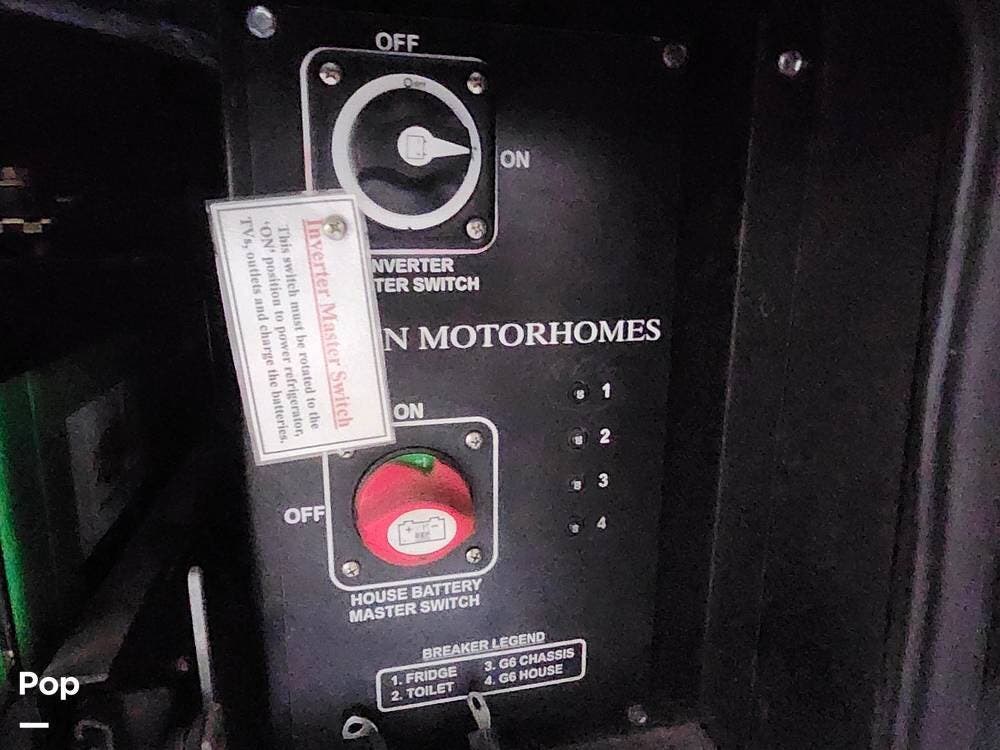 OFF
OFF
ON
Inverter Master Switch
This switch must be rotated to the
'ON' position to power refrigerator,
TVs, outlets and charge the batteries.
NVERTER
TER SWITCH
N MOTORHOMES
1
2
3
4
ON
OFF
HOUSE BATTERY
MASTER SWITCH
BREAKER LEGEND
1. FRIDGE 3. G6 CHASSIS
2. TOILET 4. G6 HOUSE
Pop